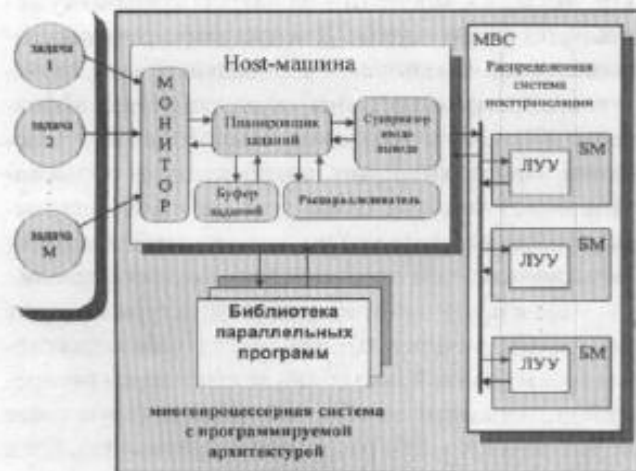 задача
1
задача
2
задача
М
Host-машина
МОНИТОР
Планировщик
заданий
Супервизор
ввода
вывода
Буфер
заданий
Распараллеливатель
Библиотека
параллельных
программ
многопроцессорная система
с программируемой
архитектурой
МВС
Распределенная
система
посттрансляции
БМ
ЛУУ
БМ
ЛУУ
БМ
ЛУУ